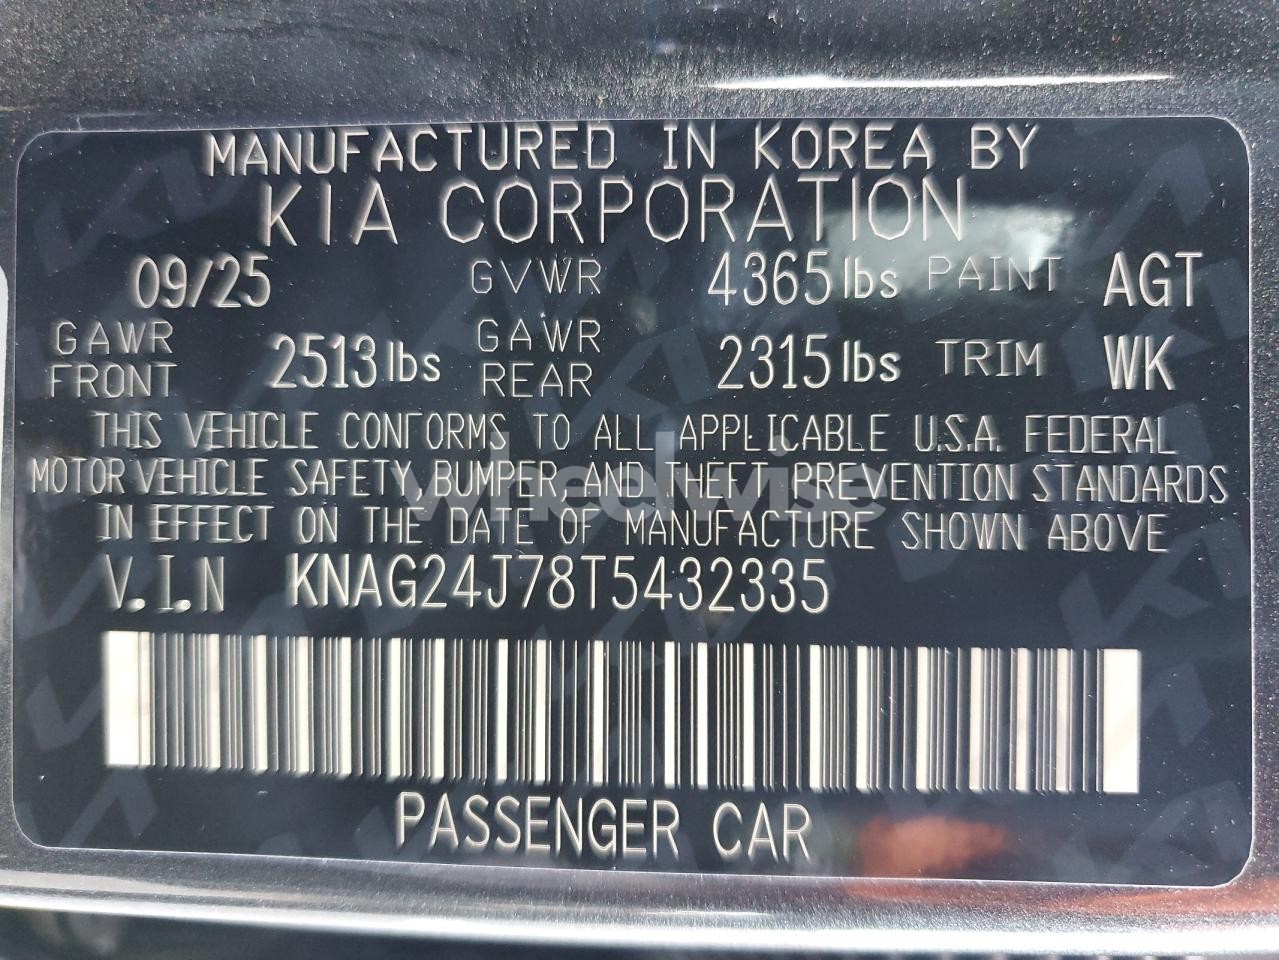 MANUFACTURED IN KOREA BY
KIA CORPORATION
09/25 GVWR 4365 lbs PAINT AGT
GAWR FRONT 2513 lbs GAWR REAR 2315 lbs TRIM WK
THIS VEHICLE CONFORMS TO ALL APPLICABLE U.S.A. FEDERAL
MOTOR VEHICLE SAFETY, BUMPER, AND THEFT PREVENTION STANDARDS
IN EFFECT ON THE DATE OF MANUFACTURE SHOWN ABOVE
V.I.N KNAG24J78T5432335
PASSENGER CAR
wheelwise